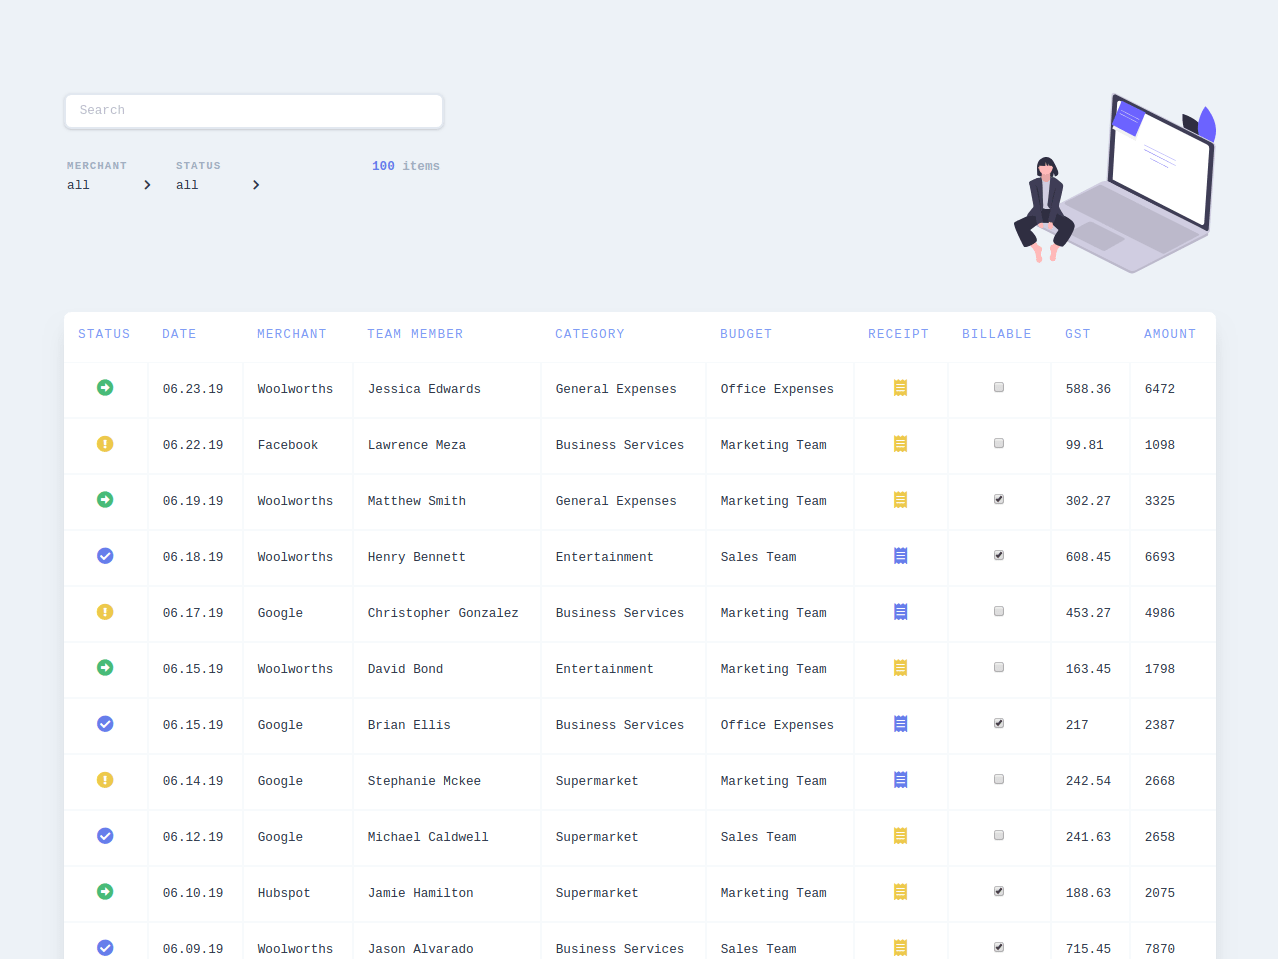 Search
MERCHANT STATUS 100 items
all all
STATUS DATE MERCHANT TEAM MEMBER CATEGORY BUDGET RECEIPT BILLABLE GST AMOUNT
06.23.19 Woolworths Jessica Edwards General Expenses Office Expenses 588.36 6472
06.22.19 Facebook Lawrence Meza Business Services Marketing Team 99.81 1098
06.19.19 Woolworths Matthew Smith General Expenses Marketing Team 302.27 3325
06.18.19 Woolworths Henry Bennett Entertainment Sales Team 608.45 6693
06.17.19 Google Christopher Gonzalez Business Services Marketing Team 453.27 4986
06.15.19 Woolworths David Bond Entertainment Marketing Team 163.45 1798
06.15.19 Google Brian Ellis Business Services Office Expenses 217 2387
06.14.19 Google Stephanie Mckee Supermarket Marketing Team 242.54 2668
06.12.19 Google Michael Caldwell Supermarket Sales Team 241.63 2658
06.10.19 Hubspot Jamie Hamilton Supermarket Marketing Team 188.63 2075
06.09.19 Woolworths Jason Alvarado Business Services Sales Team 715.45 7870